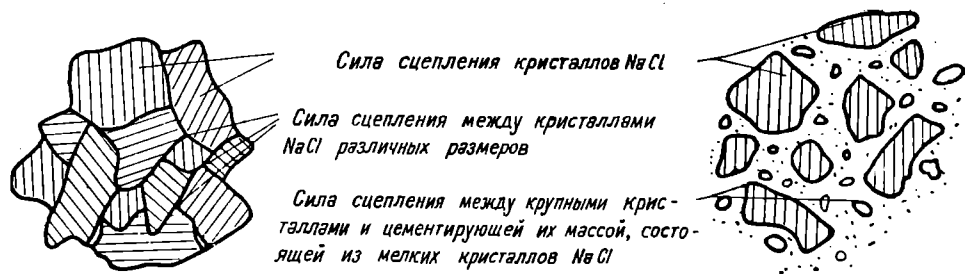 Сила сцепления кристаллов NaCl
Сила сцепления между кристаллами
NaCl различных размеров
Сила сцепления между крупными крис-
таллами и цементирующей их массой, состо-
ящей из мелких кристаллов NaCl